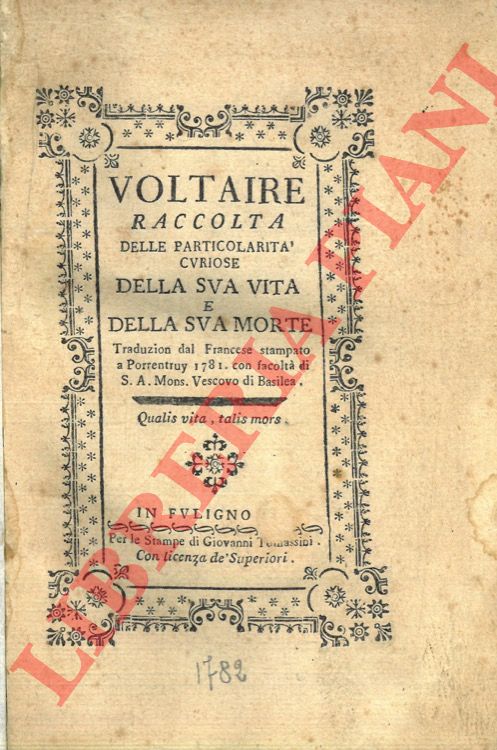 VOLTAIRE
RACCOLTA
DELLE PARTICOLARITA'
CVRIOSE
DELLA SVA VITA
E
DELLA SVA MORTE
Traduzion dal Francese stampato
a Porrentruy 1781. con facoltà di
S. A. Mons. Vescovo di Basilea.
Qualis vita, talis mors.
IN FVLIGNO
Per le Stampe di Giovanni Tomassini.
Con licenza de' Superiori.
1782
LIBRERIA PIANI